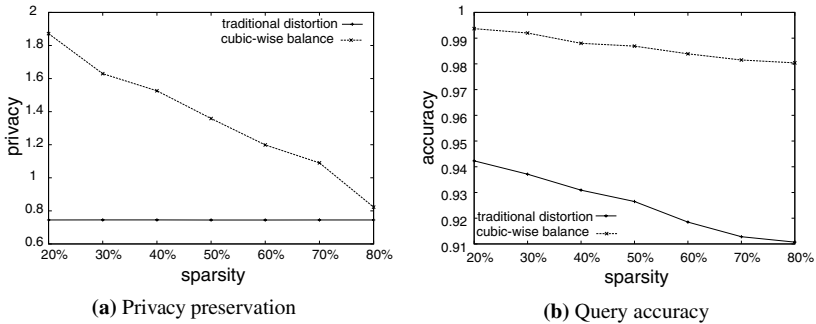 2
1.8
1.6
1.4
1.2
1
0.8
0.6
privacy
traditional distortion
cubic-wise balance
20% 30% 40% 50% 60% 70% 80%
sparsity
(a) Privacy preservation
1
0.99
0.98
0.96
0.95
0.94
0.93
0.92
0.91
accuracy
traditional distortion
cubic-wise balance
20% 30% 40% 50% 60% 70% 80%
sparsity
(b) Query accuracy